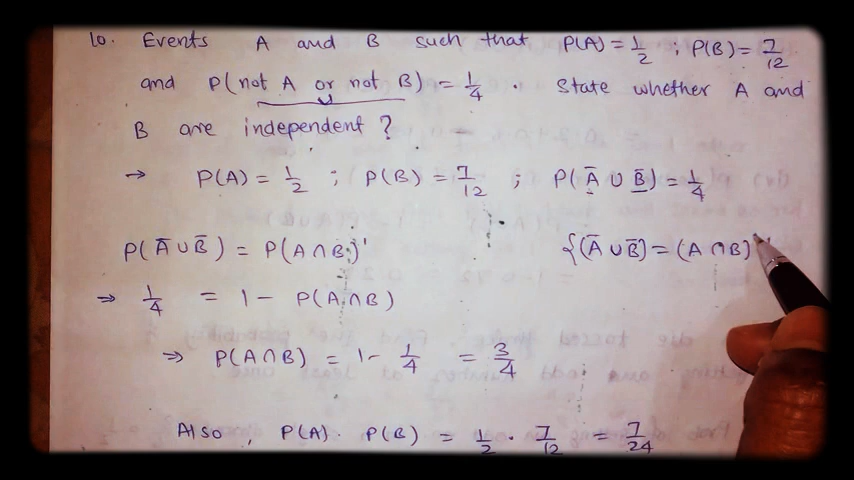 10. Events A and B such that P(A) = 1/2 ; P(B) = 7/12
and P(not A or not B) = 1/4 . State whether A and
B are independent ?
→ P(A) = 1/2 ; P(B) = 7/12 ; P(Ā ∪ B̄) = 1/4
P(Ā ∪ B̄) = P(A ∩ B)' {(Ā ∪ B̄) = (A ∩ B)'
⇒ 1/4 = 1 - P(A ∩ B)
⇒ P(A ∩ B) = 1 - 1/4 = 3/4
Also , P(A) . P(B) = 1/2 . 7/12 = 7/24